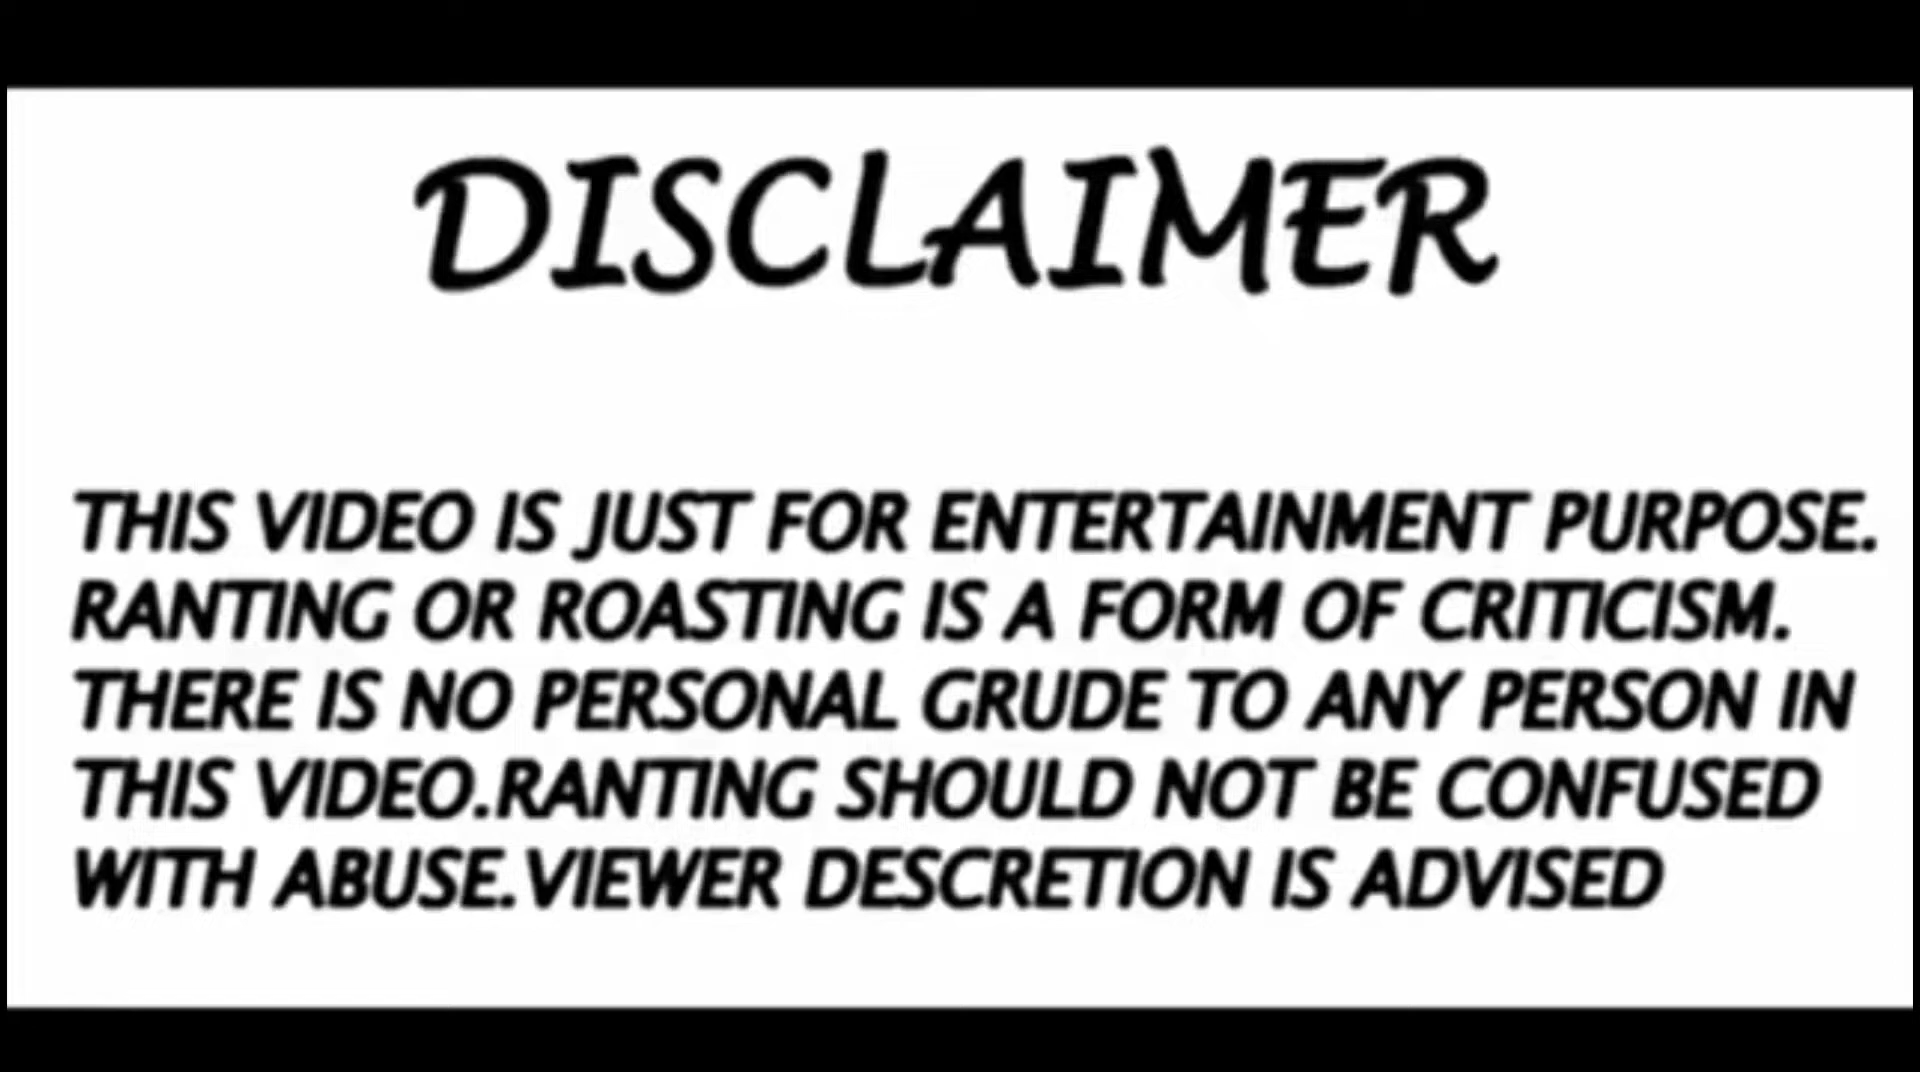 DISCLAIMER
THIS VIDEO IS JUST FOR ENTERTAINMENT PURPOSE.
RANTING OR ROASTING IS A FORM OF CRITICISM.
THERE IS NO PERSONAL GRUDE TO ANY PERSON IN
THIS VIDEO.RANTING SHOULD NOT BE CONFUSED
WITH ABUSE.VIEWER DESCRETION IS ADVISED